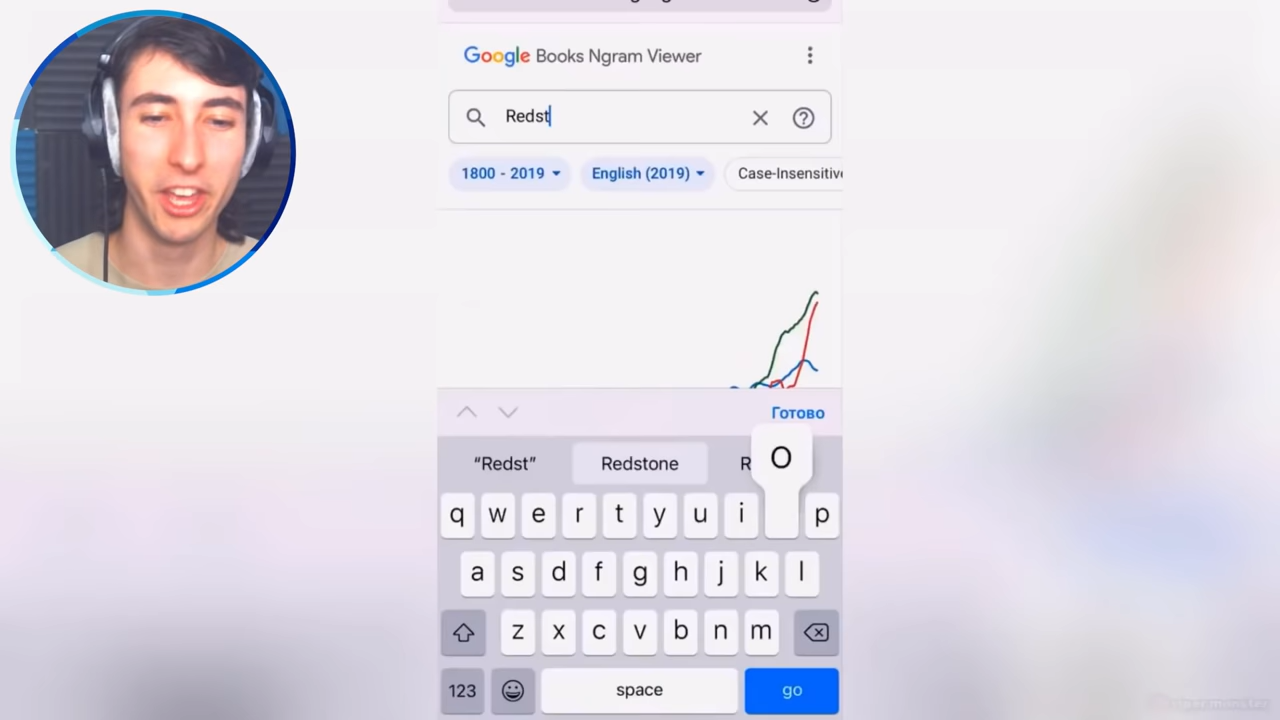 Google Books Ngram Viewer
Redst
1800 - 2019
English (2019)
Case-Insensitive
Готово
“Redst”
Redstone
R
O
q w e r t y u i p
a s d f g h j k l
z x c v b n m
123
space
go